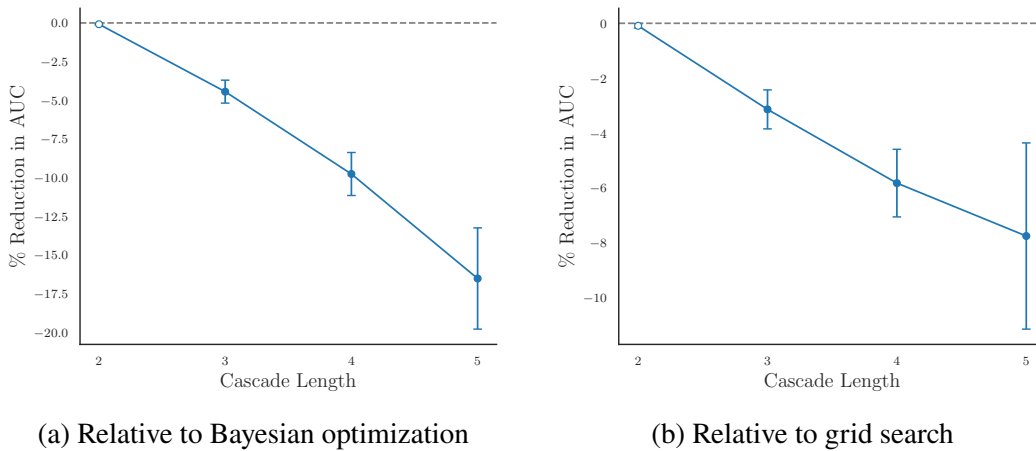 0.0
−2.5
−5.0
−7.5
−10.0
−12.5
−15.0
−17.5
−20.0
% Reduction in AUC
2 3 4 5
Cascade Length
(a) Relative to Bayesian optimization
0
−2
−4
−6
−8
−10
% Reduction in AUC
2 3 4 5
Cascade Length
(b) Relative to grid search